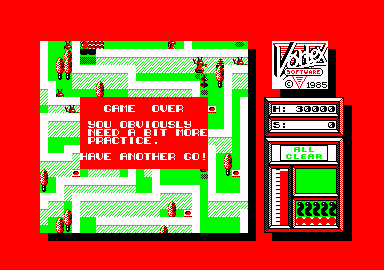 Vortex
SOFTWARE
© 1985
GAME OVER
YOU OBVIOUSLY
NEED A BIT MORE
PRACTICE.
HAVE ANOTHER GO!
H: 30000
S: 0
ALL
CLEAR